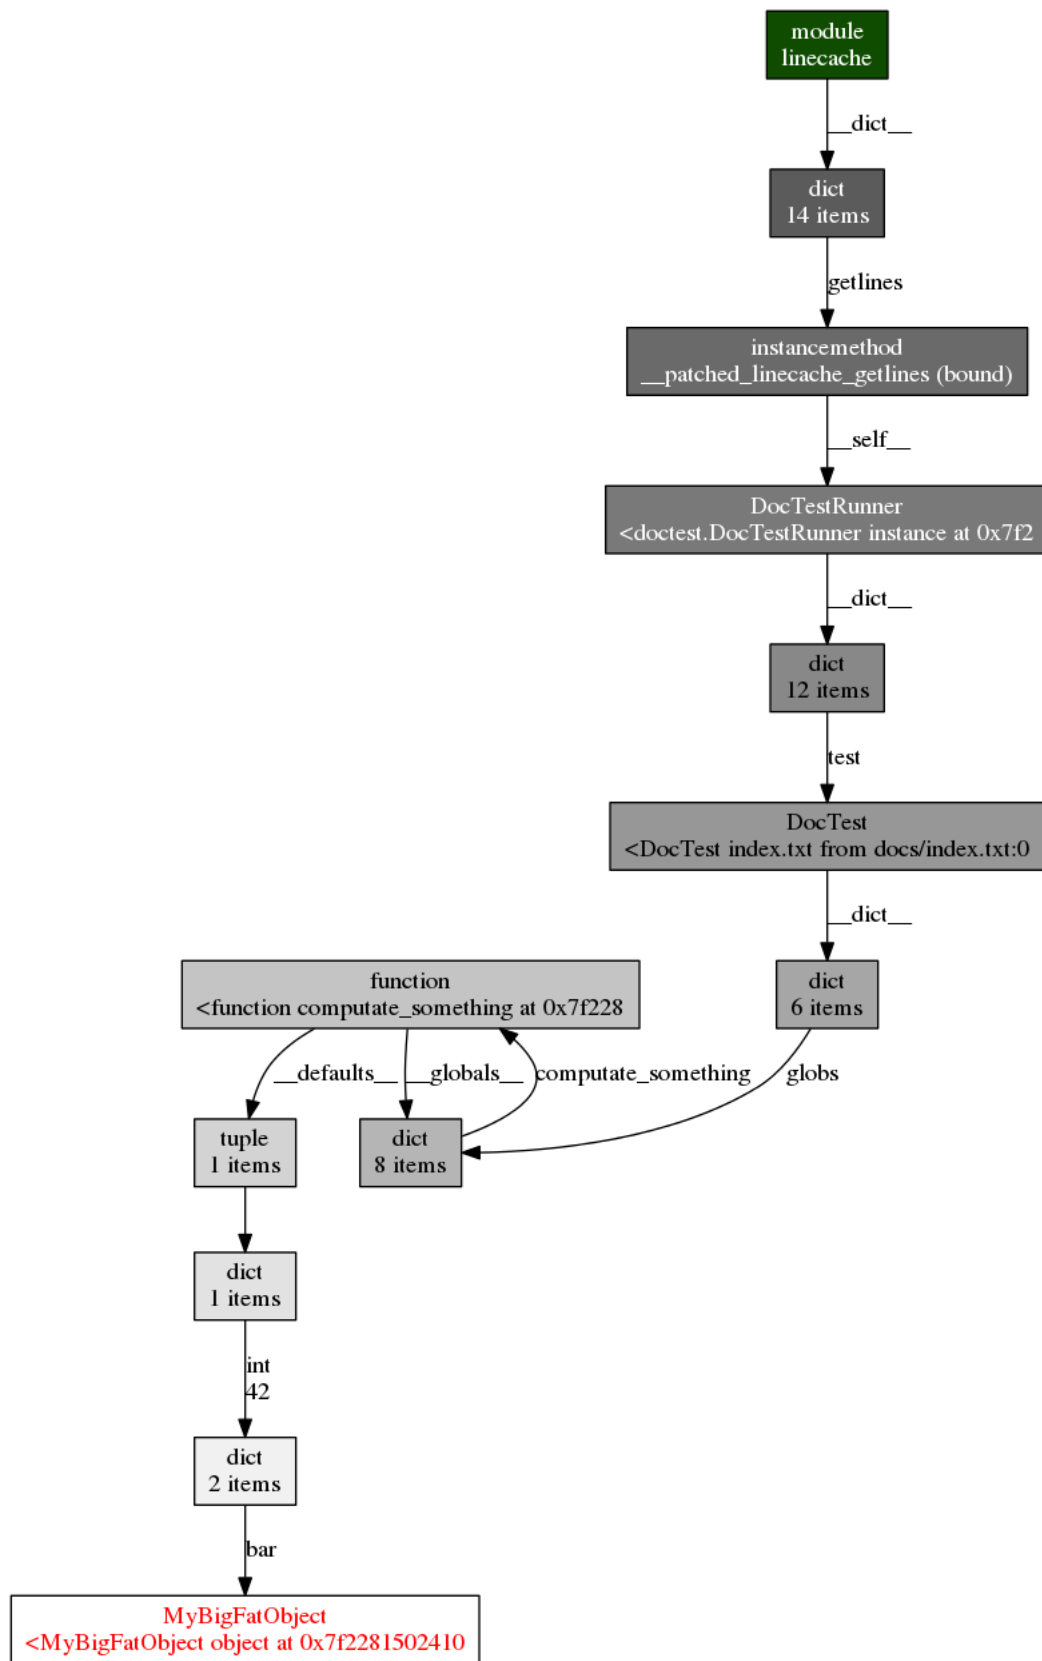 module
linecache
__dict__
dict
14 items
getlines
instancemethod
__patched_linecache_getlines (bound)
__self__
DocTestRunner
<doctest.DocTestRunner instance at 0x7f2
__dict__
dict
12 items
test
DocTest
<DocTest index.txt from docs/index.txt:0
__dict__
function
<function computate_something at 0x7f228
dict
6 items
__defaults__
__globals__
computate_something
globs
tuple
1 items
dict
8 items
dict
1 items
int
42
dict
2 items
bar
MyBigFatObject
<MyBigFatObject object at 0x7f2281502410